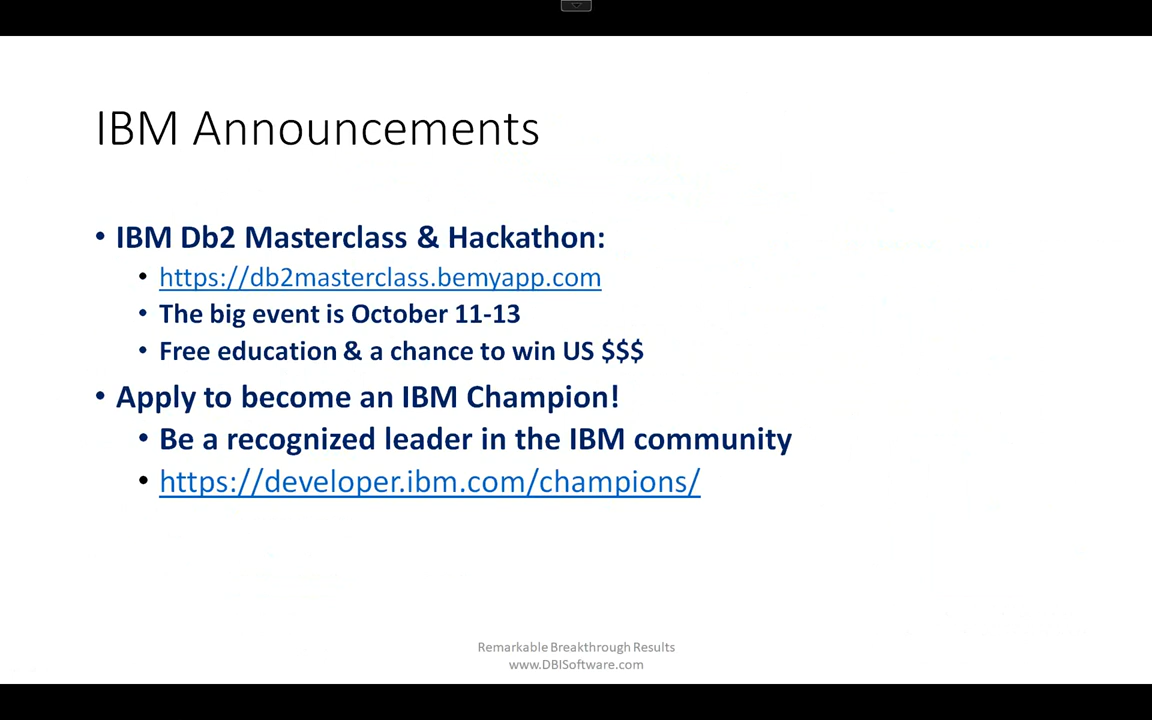 IBM Announcements
• IBM Db2 Masterclass & Hackathon:
• https://db2masterclass.bemyapp.com
• The big event is October 11-13
• Free education & a chance to win US $$$
• Apply to become an IBM Champion!
• Be a recognized leader in the IBM community
• https://developer.ibm.com/champions/
Remarkable Breakthrough Results
www.DBISoftware.com